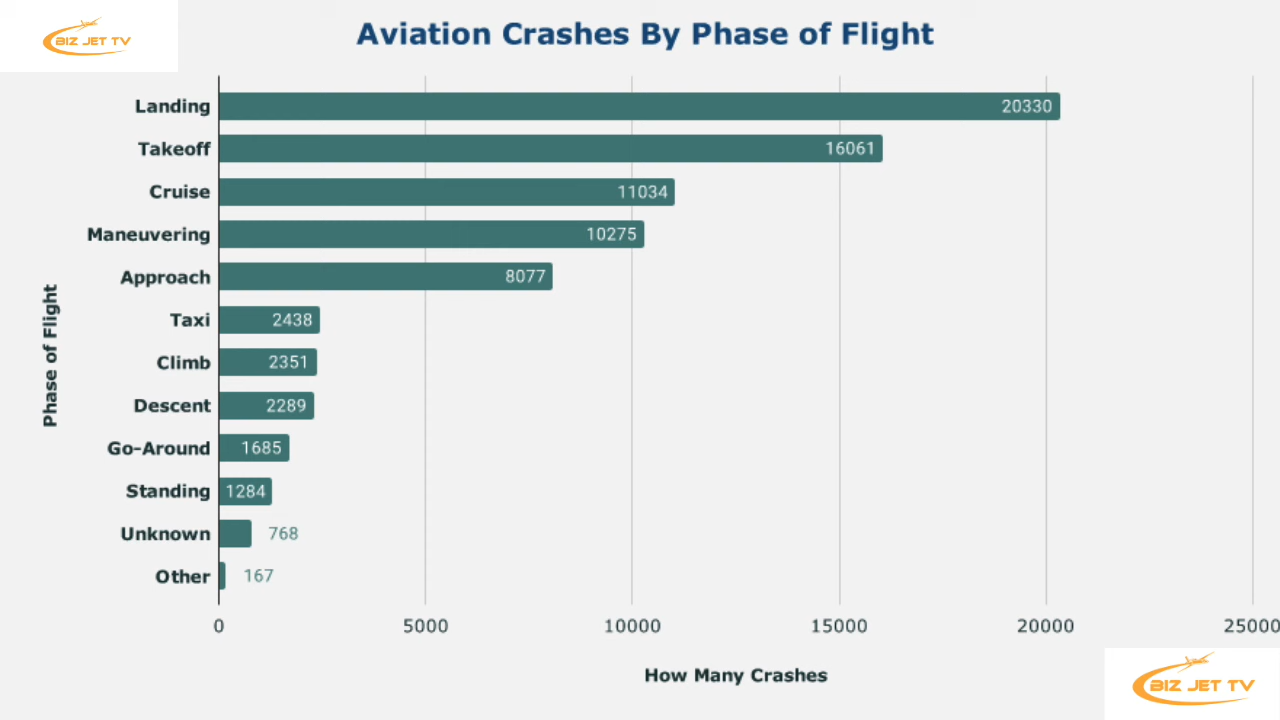 BIZ JET TV
Aviation Crashes By Phase of Flight
Phase of Flight
Landing 20330
Takeoff 16061
Cruise 11034
Maneuvering 10275
Approach 8077
Taxi 2438
Climb 2351
Descent 2289
Go-Around 1685
Standing 1284
Unknown 768
Other 167
0 5000 10000 15000 20000 25000
How Many Crashes
BIZ JET TV